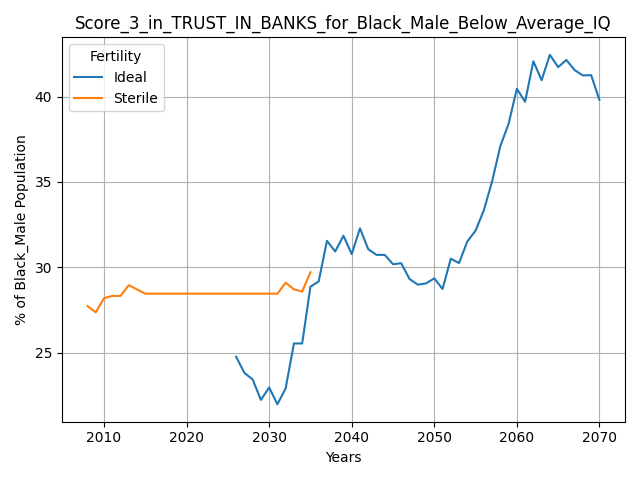 Score_3_in_TRUST_IN_BANKS_for_Black_Male_Below_Average_IQ
Fertility
Ideal
Sterile
% of Black_Male Population
40
35
30
25
2010 2020 2030 2040 2050 2060 2070
Years